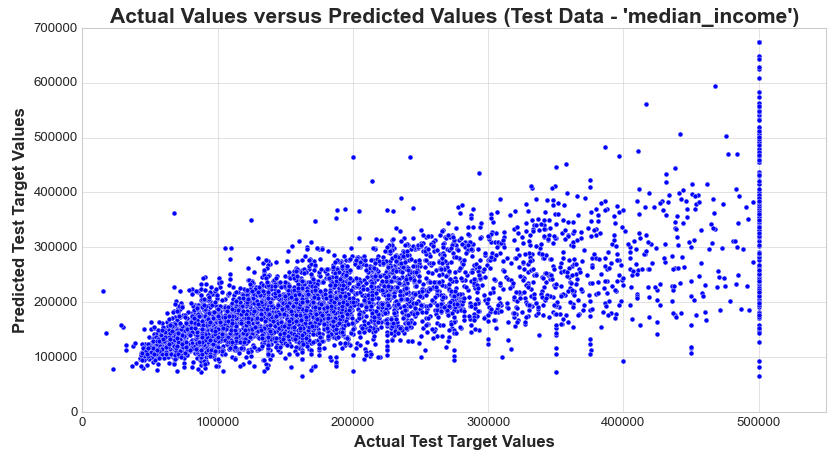 Actual Values versus Predicted Values (Test Data - 'median_income')
700000
600000
500000
400000
300000
200000
100000
0
Predicted Test Target Values
0 100000 200000 300000 400000 500000
Actual Test Target Values